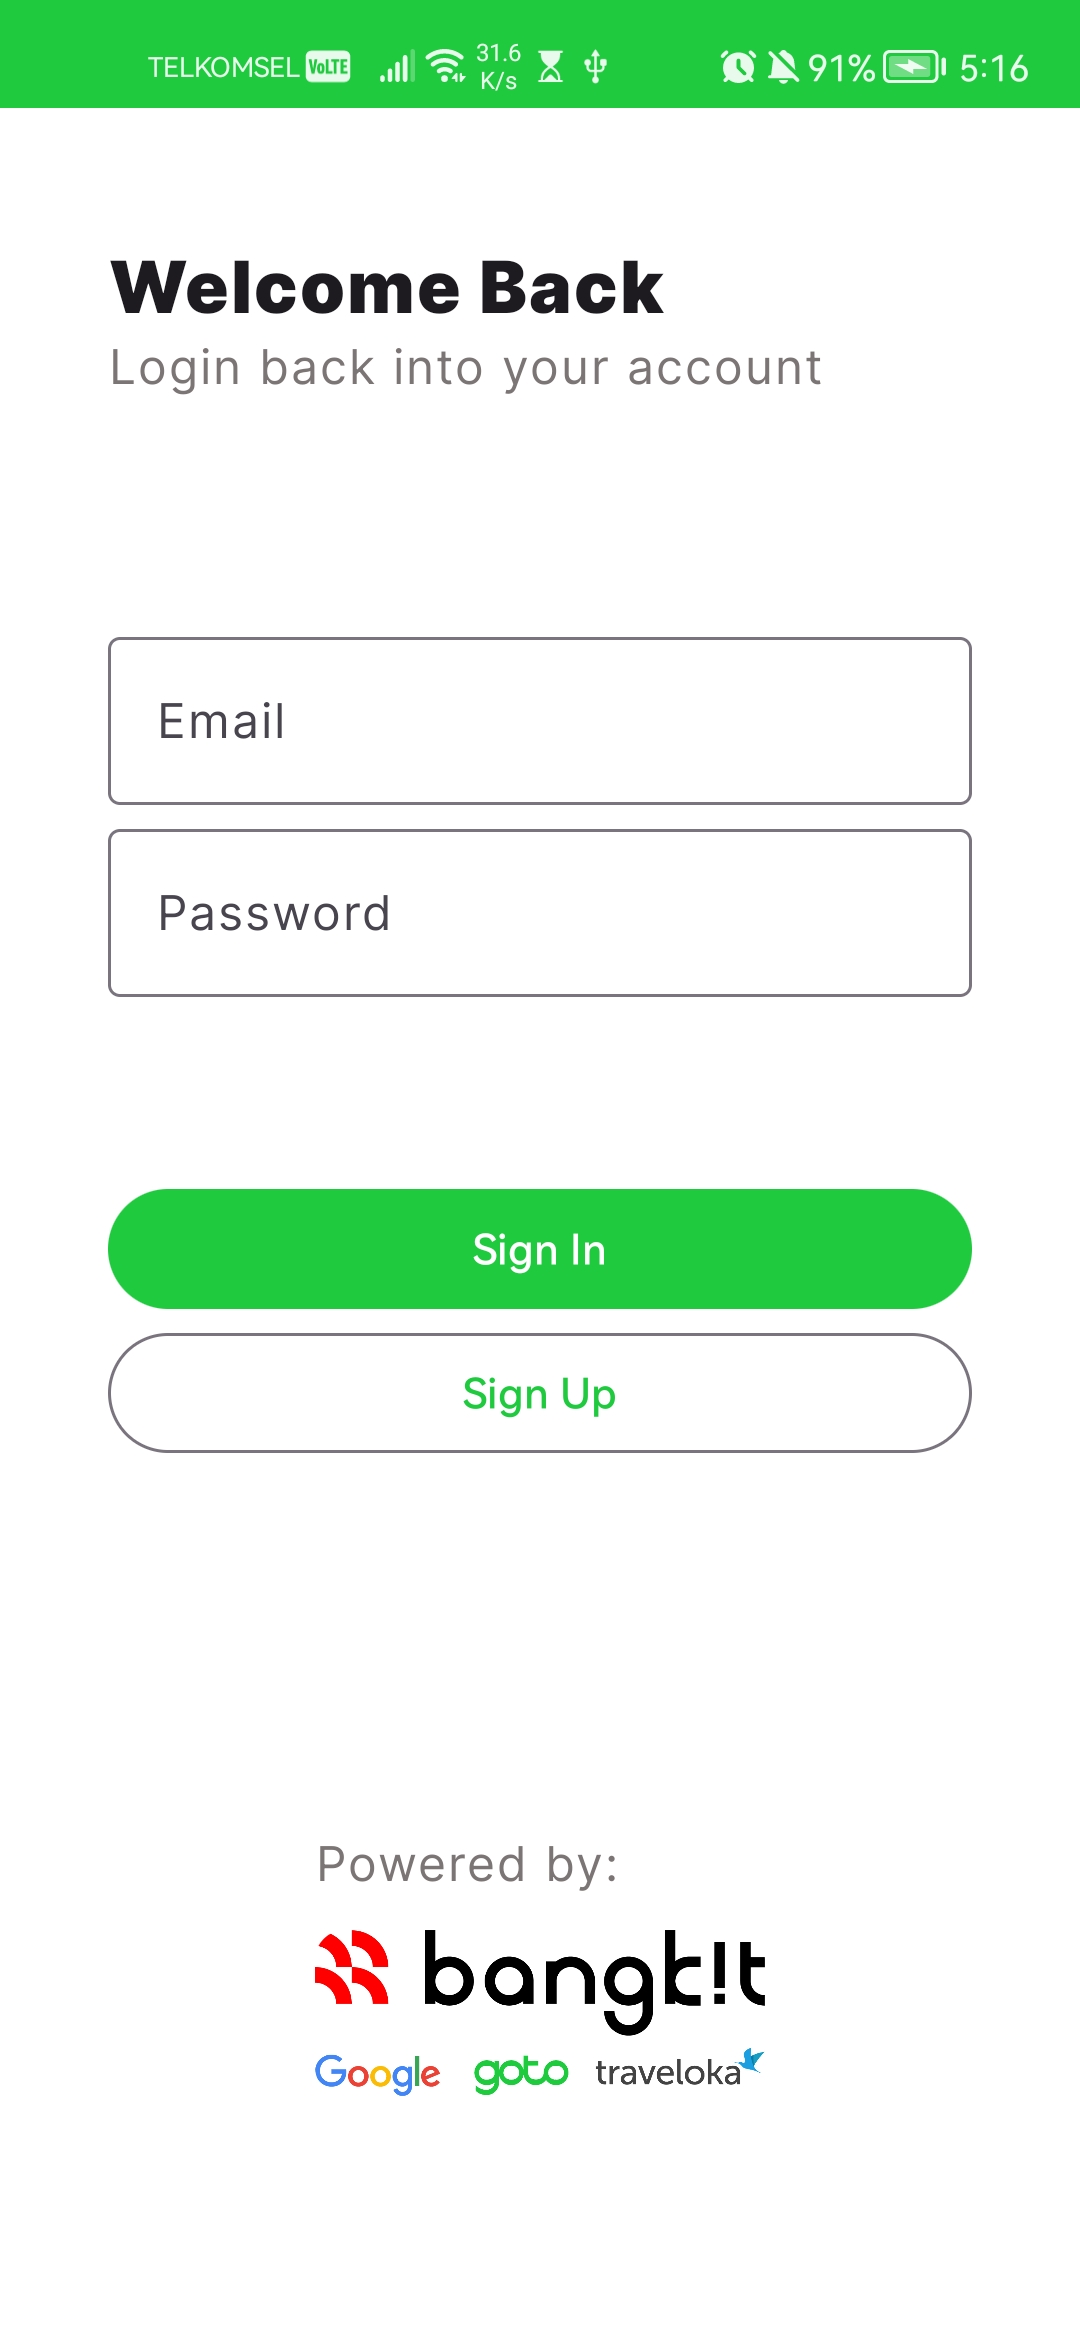 TELKOMSEL VoLTE 31.6 K/s 91% 5:16
Welcome Back
Login back into your account
Email
Password
Sign In
Sign Up
Powered by:
bangk!t
Google goto traveloka